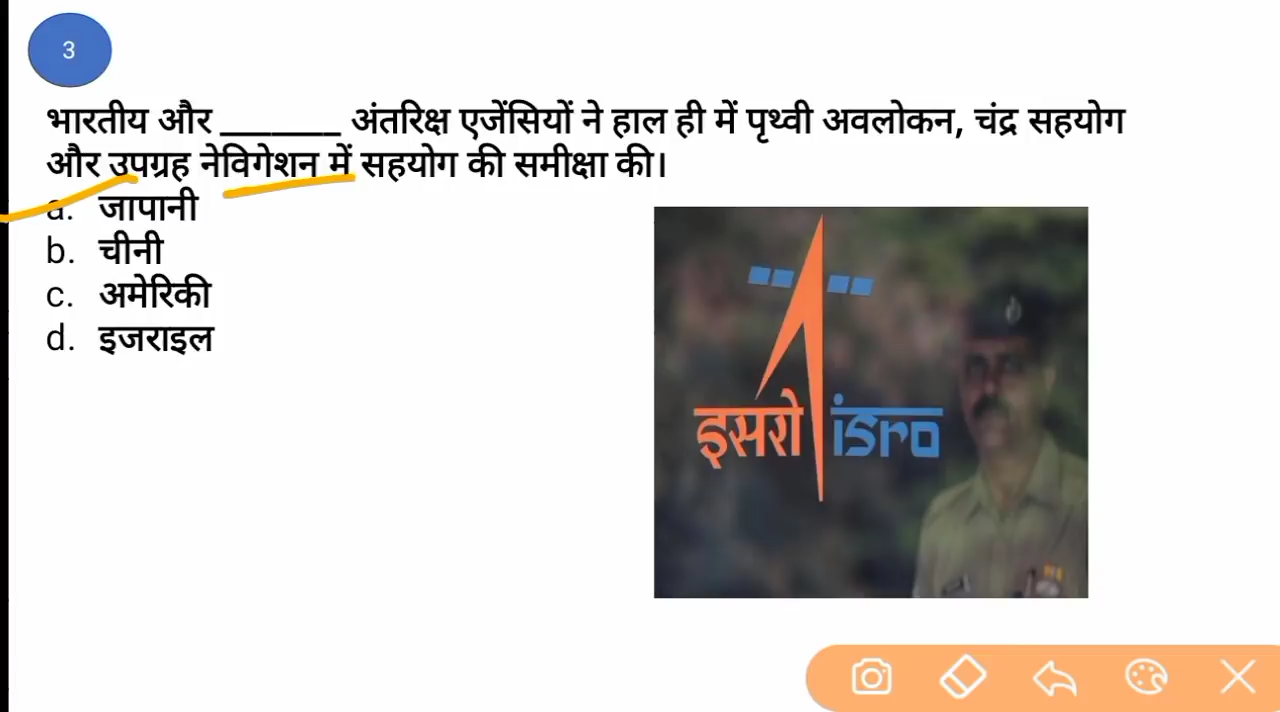 3
भारतीय और ______ अंतरिक्ष एजेंसियों ने हाल ही में पृथ्वी अवलोकन, चंद्र सहयोग
और उपग्रह नेविगेशन में सहयोग की समीक्षा की।
a. जापानी
b. चीनी
c. अमेरिकी
d. इजराइल
इसरो isro